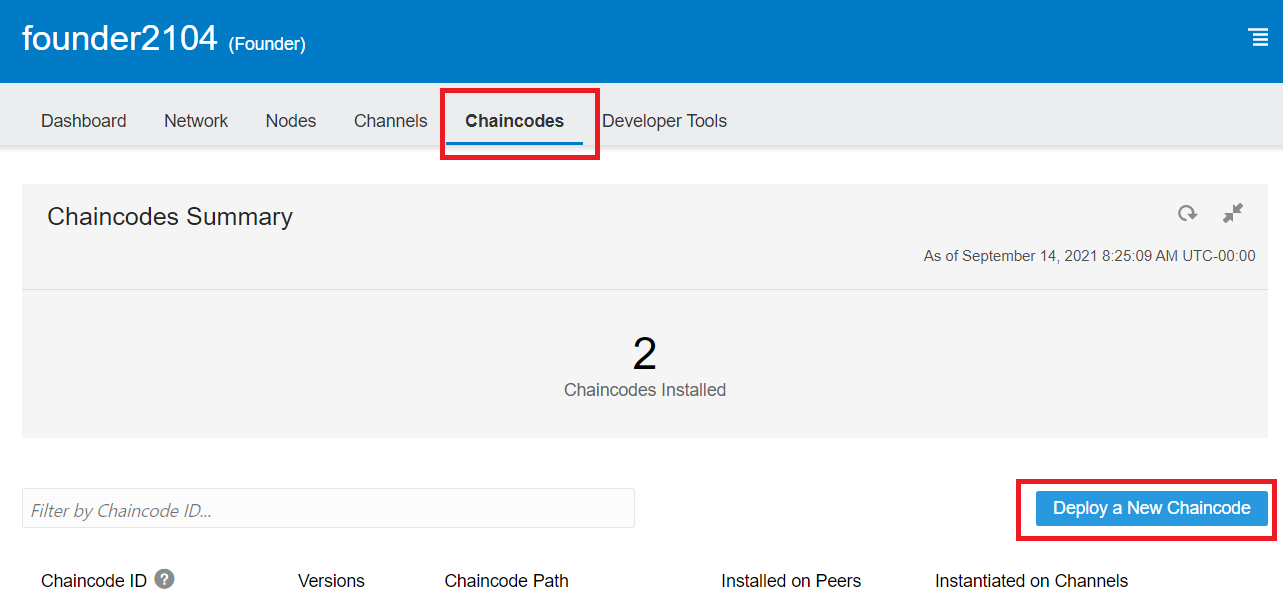 founder2104 (Founder)
Dashboard Network Nodes Channels Chaincodes Developer Tools
Chaincodes Summary
As of September 14, 2021 8:25:09 AM UTC-00:00
2
Chaincodes Installed
Filter by Chaincode ID...
Deploy a New Chaincode
Chaincode ID ? Versions Chaincode Path Installed on Peers Instantiated on Channels